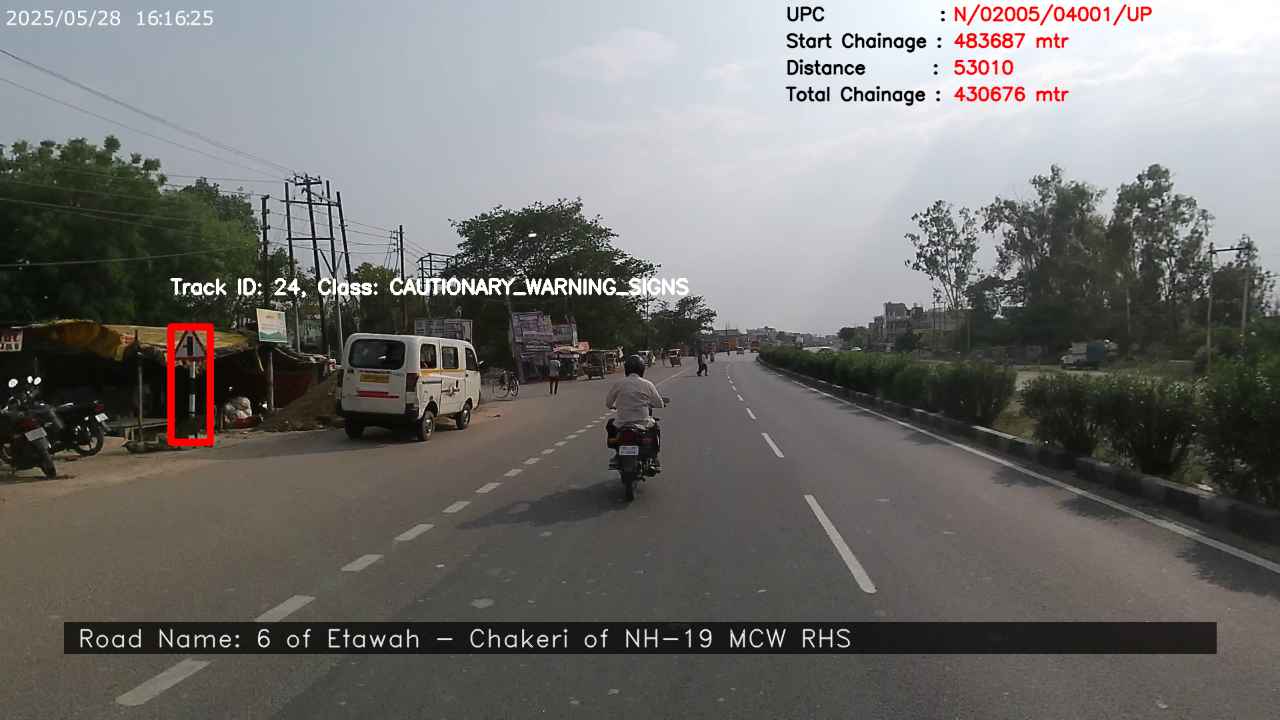 2025/05/28 16:16:25
UPC : N/02005/04001/UP
Start Chainage : 483687 mtr
Distance : 53010
Total Chainage : 430676 mtr
Track ID: 24, Class: CAUTIONARY_WARNING_SIGNS
Road Name: 6 of Etawah - Chakeri of NH-19 MCW RHS